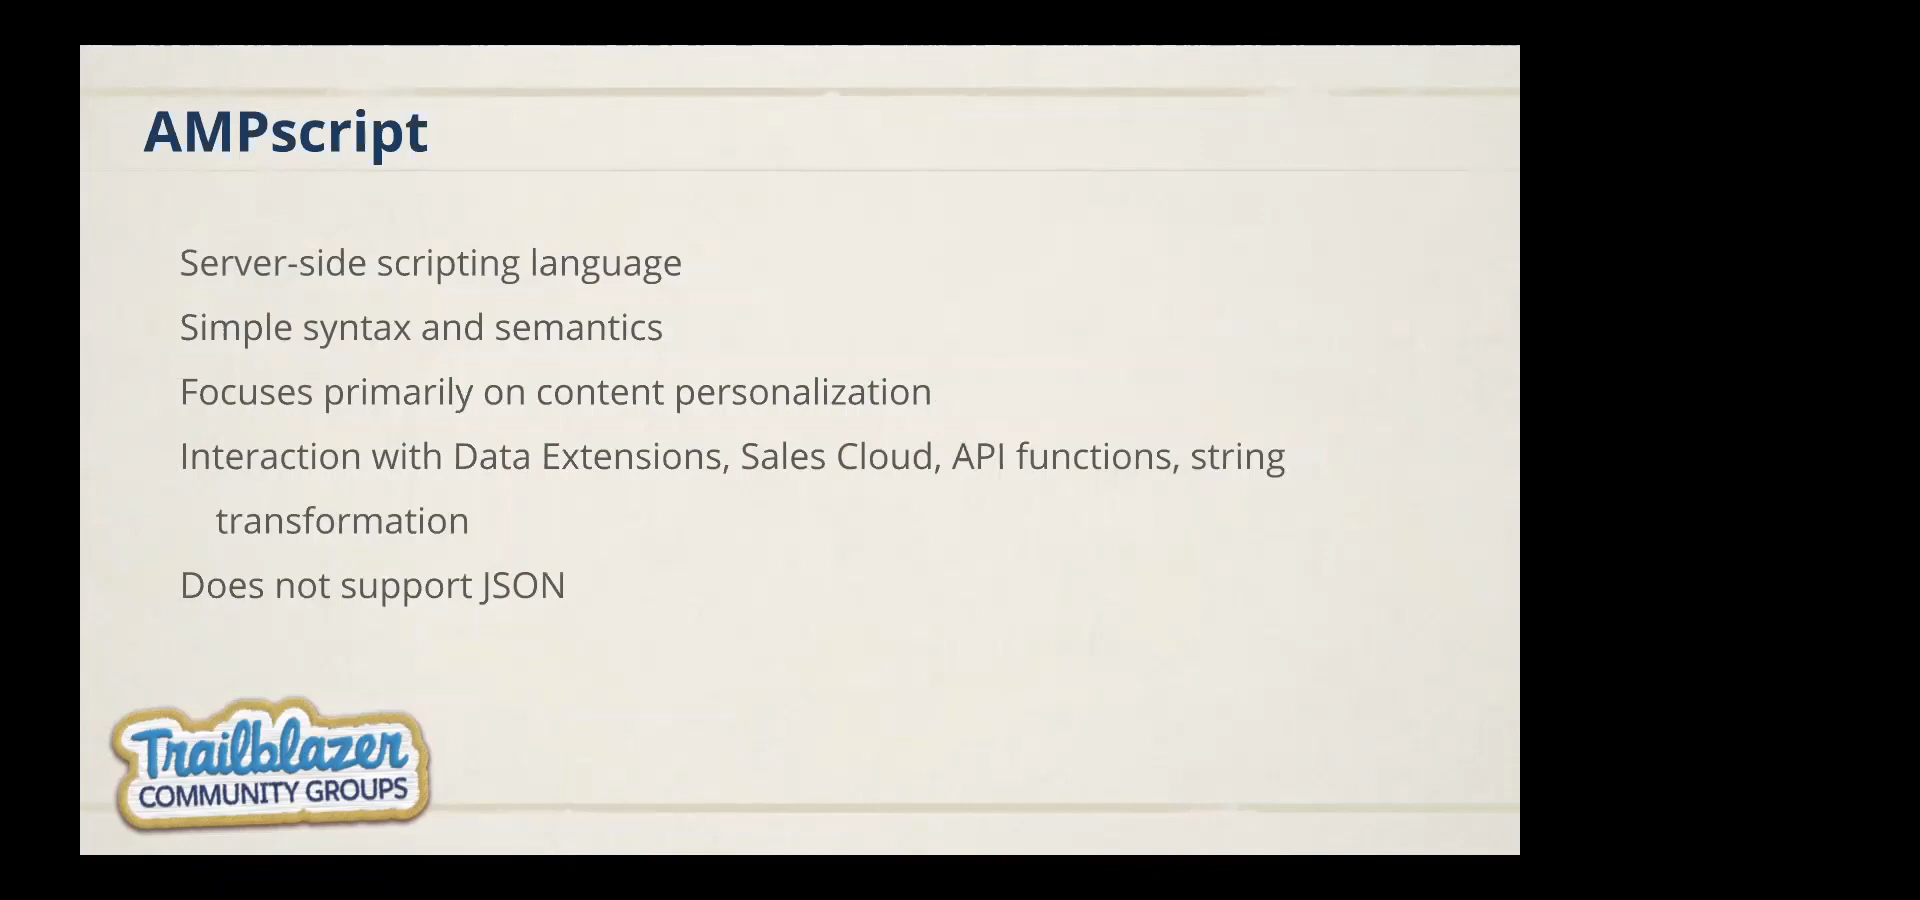 AMPscript
Server-side scripting language
Simple syntax and semantics
Focuses primarily on content personalization
Interaction with Data Extensions, Sales Cloud, API functions, string
transformation
Does not support JSON
Trailblazer
COMMUNITY GROUPS